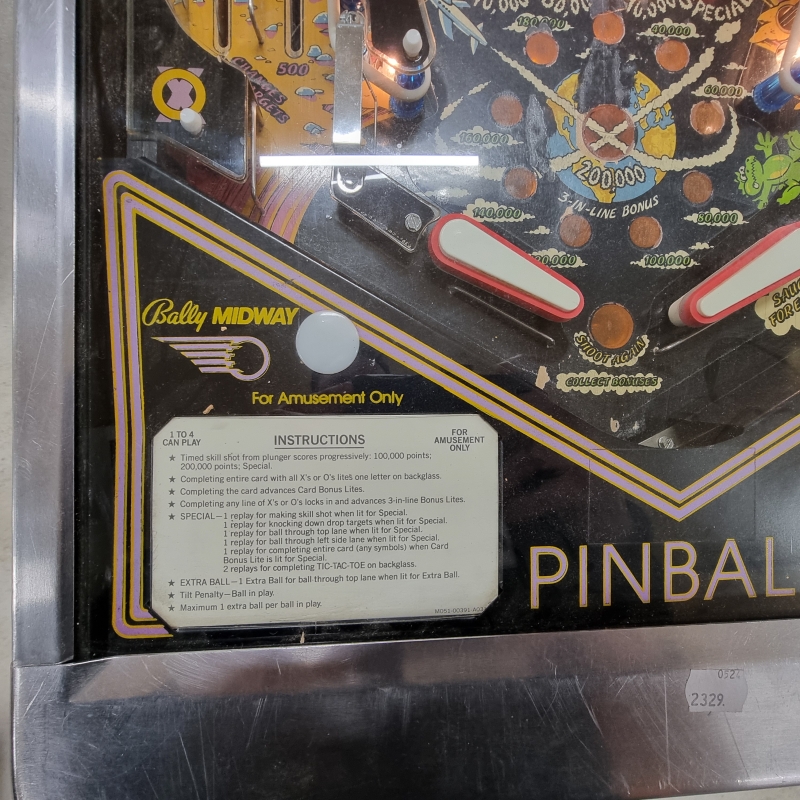 SPECIAL
180,000
40,000
500
60,000
160,000
200,000
3-IN-LINE BONUS
140,000
80,000
100,000
SHOOT AGAIN
COLLECT BONUSES
Bally MIDWAY
For Amusement Only
1 TO 4
CAN PLAY
INSTRUCTIONS
FOR
AMUSEMENT
ONLY
★ Timed skill shot from plunger scores progressively: 100,000 points;
200,000 points; Special.
★ Completing entire card with all X's or O's lites one letter on backglass.
★ Completing the card advances Card Bonus Lites.
★ Completing any line of X's or O's locks in and advances 3-in-line Bonus Lites.
★ SPECIAL—1 replay for making skill shot when lit for Special.
1 replay for knocking down drop targets when lit for Special.
1 replay for ball through top lane when lit for Special.
1 replay for ball through left side lane when lit for Special.
1 replay for completing entire card (any symbols) when Card
Bonus Lite is lit for Special.
2 replays for completing TIC-TAC-TOE on backglass.
★ EXTRA BALL—1 Extra Ball for ball through top lane when lit for Extra Ball.
★ Tilt Penalty—Ball in play.
★ Maximum 1 extra ball per ball in play.
PINBAL
2329.